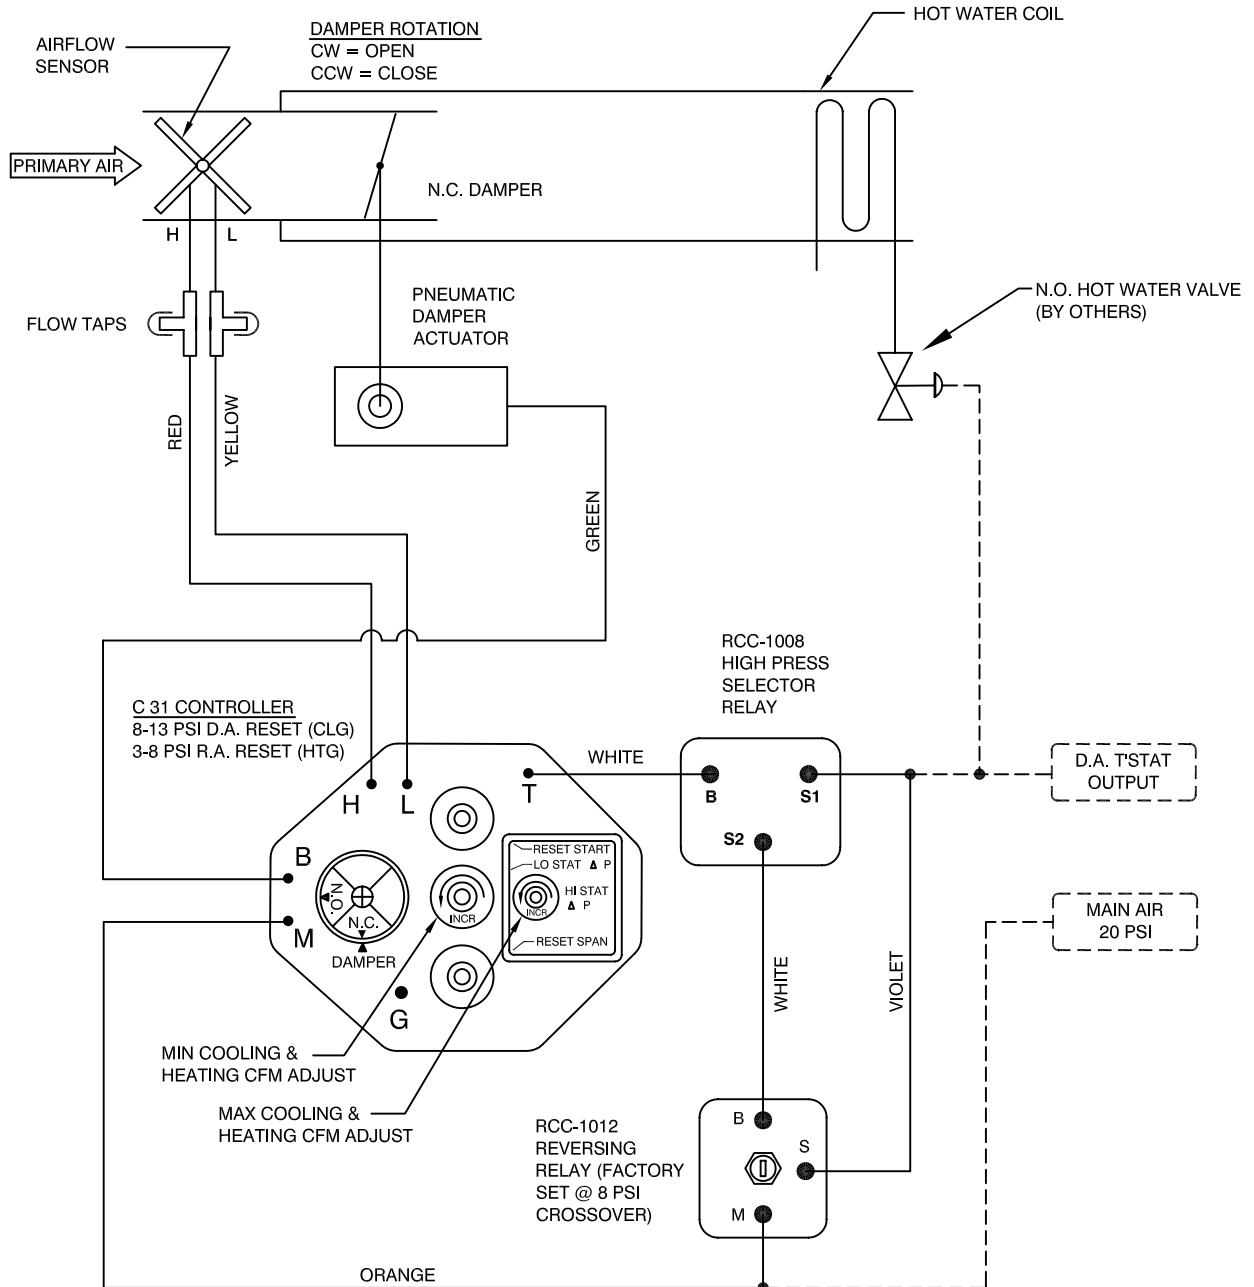 HOT WATER COIL
DAMPER ROTATION
CW = OPEN
CCW = CLOSE
AIRFLOW
SENSOR
PRIMARY AIR
N.C. DAMPER
H
L
FLOW TAPS
PNEUMATIC
DAMPER
ACTUATOR
N.O. HOT WATER VALVE
(BY OTHERS)
RED
YELLOW
GREEN
C 31 CONTROLLER
8-13 PSI D.A. RESET (CLG)
3-8 PSI R.A. RESET (HTG)
RCC-1008
HIGH PRESS
SELECTOR
RELAY
WHITE
B
S1
S2
D.A. T'STAT
OUTPUT
H
L
T
B
M
G
N.O.
N.C.
DAMPER
INCR
RESET START
LO STAT Δ P
HI STAT
Δ P
INCR
RESET SPAN
MAIN AIR
20 PSI
WHITE
VIOLET
MIN COOLING &
HEATING CFM ADJUST
MAX COOLING &
HEATING CFM ADJUST
RCC-1012
REVERSING
RELAY (FACTORY
SET @ 8 PSI
CROSSOVER)
B
S
M
ORANGE